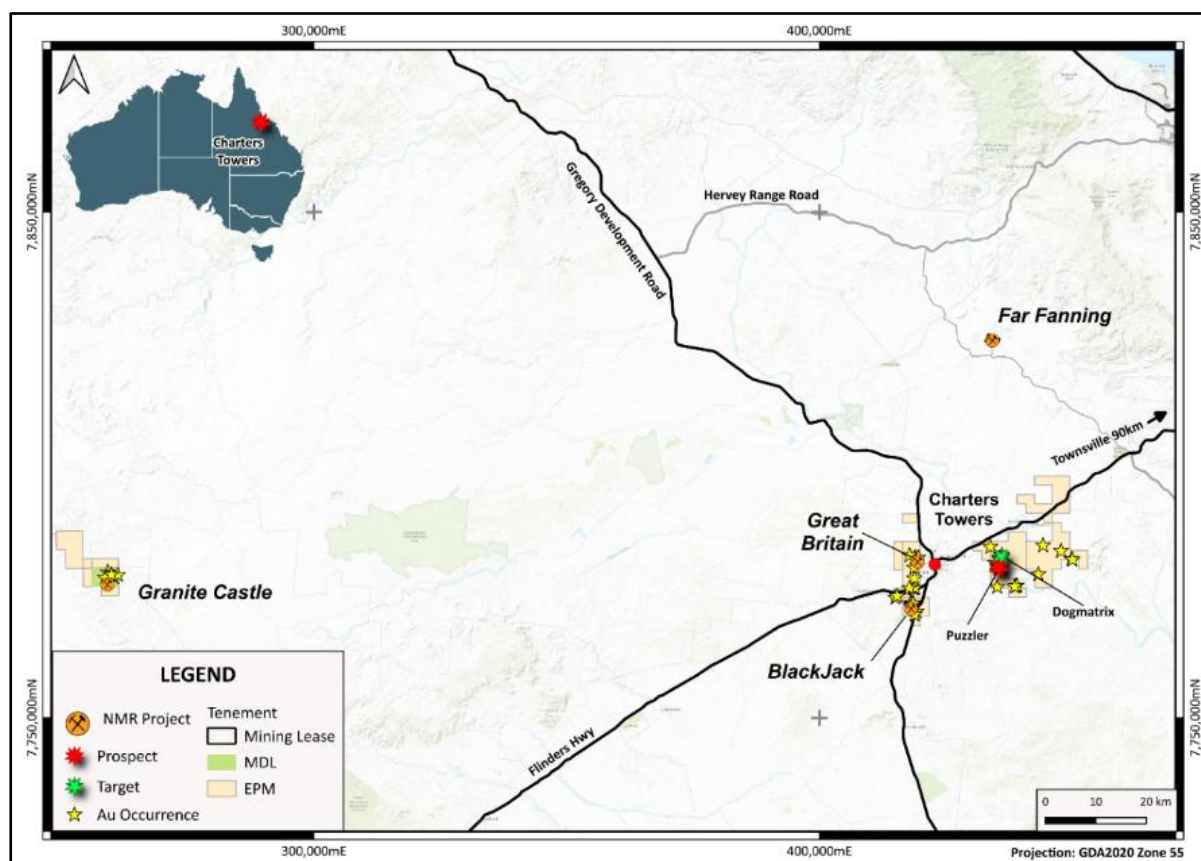 300,000mE
400,000mE
Charters
Towers
7,850,000mN
7,850,000mN
Gregory Development Road
Hervey Range Road
Far Fanning
Townsville 90km
Charters
Towers
Great
Britain
Granite Castle
Dogmatrix
Puzzler
BlackJack
7,750,000mN
7,750,000mN
Flinders Hwy
LEGEND
NMR Project
Prospect
Target
Au Occurrence
Tenement
Mining Lease
MDL
EPM
0 10 20 km
300,000mE
400,000mE
Projection: GDA2020 Zone 55